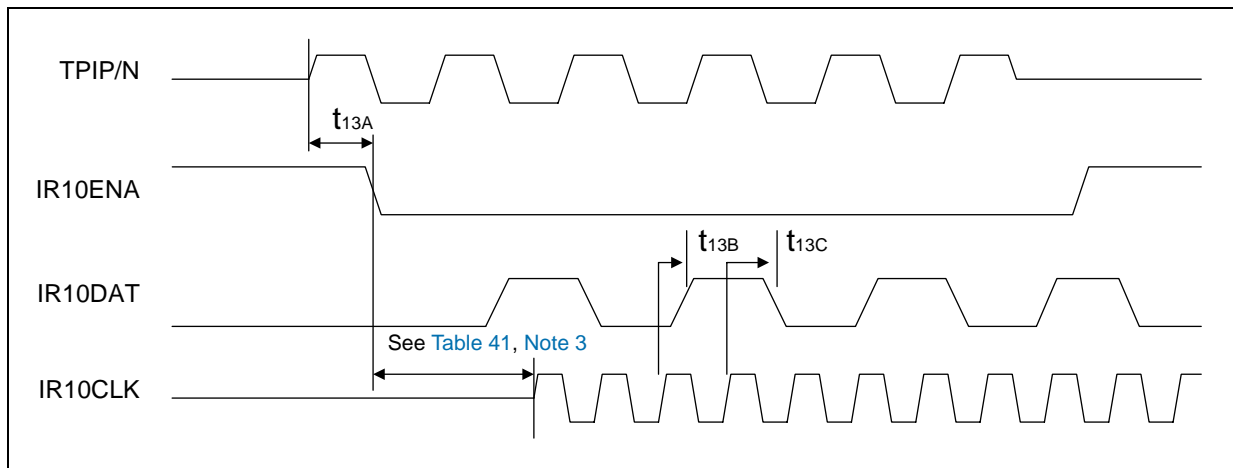 TPIP/N
t13A
IR10ENA
t13B
t13C
IR10DAT
See Table 41, Note 3
IR10CLK